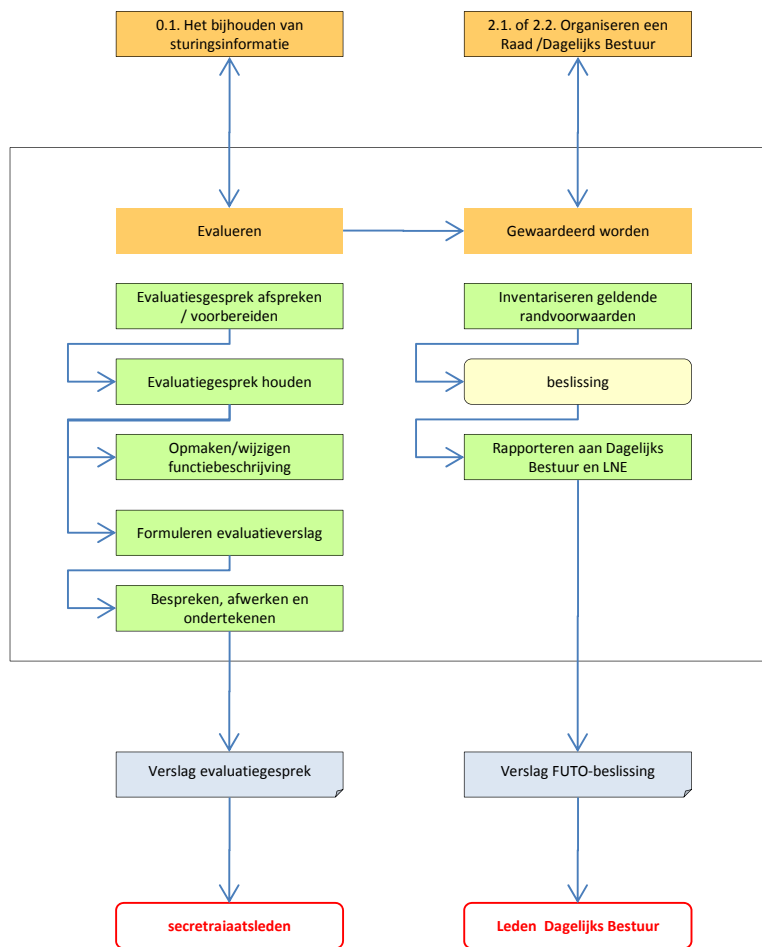 0.1. Het bijhouden van
sturingsinformatie
2.1. of 2.2. Organiseren een
Raad /Dagelijks Bestuur
Evalueren
Gewaardeerd worden
Evaluatiesgesprek afspreken
/ voorbereiden
Inventariseren geldende
randvoorwaarden
Evaluatiegesprek houden
beslissing
Opmaken/wijzigen
functiebeschrijving
Rapporteren aan Dagelijks
Bestuur en LNE
Formuleren evaluatieverslag
Bespreken, afwerken en
ondertekenen
Verslag evaluatiegesprek
Verslag FUTO-beslissing
secretraiaatsleden
Leden Dagelijks Bestuur